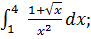 ∫₁⁴ (1+√x)/x² dx;